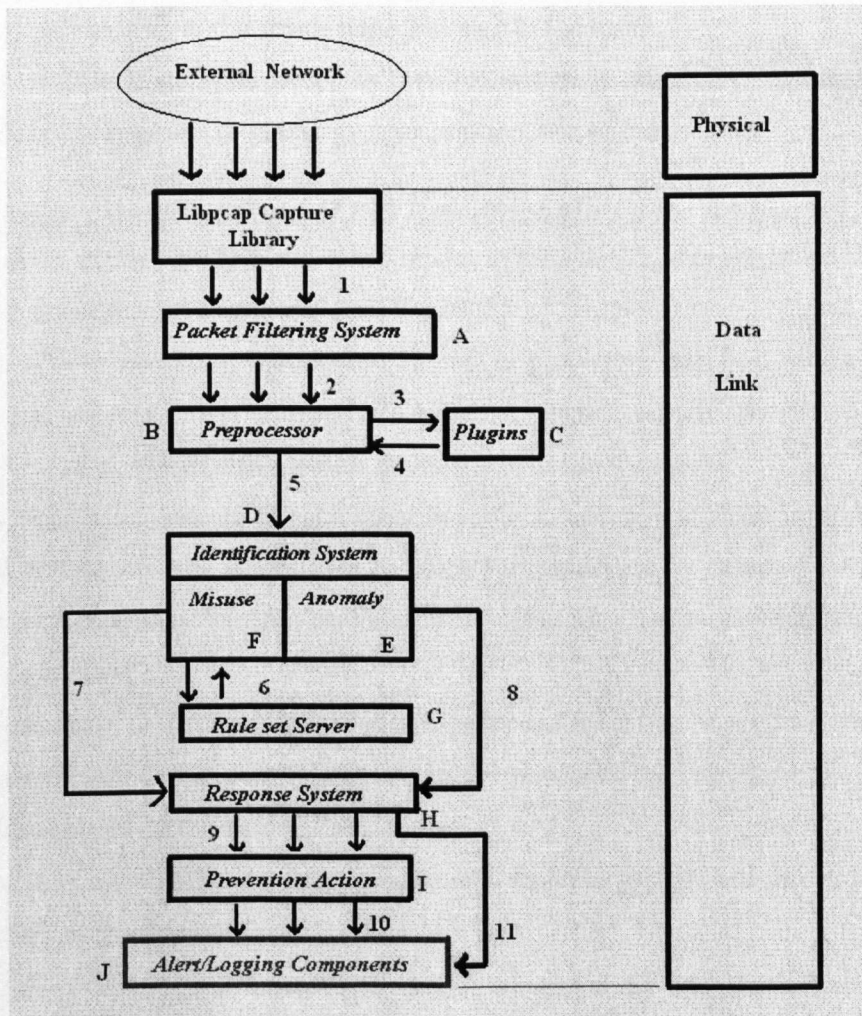 External Network
Physical
Libpcap Capture
Library
1
Packet Filtering System
A
Data
Link
2
3
B
Preprocessor
Plugins
C
4
5
D
Identification System
Misuse
Anomaly
F
E
7
6
8
Rule set Server
G
Response System
H
9
Prevention Action
I
10
11
J
Alert/Logging Components